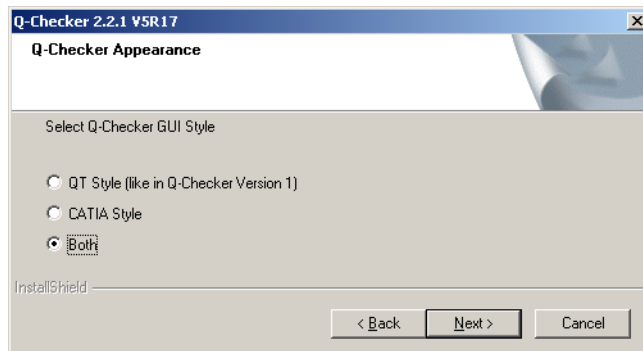 Q-Checker 2.2.1 V5R17
Q-Checker Appearance
Select Q-Checker GUI Style
QT Style (like in Q-Checker Version 1)
CATIA Style
Both
InstallShield
< Back
Next >
Cancel